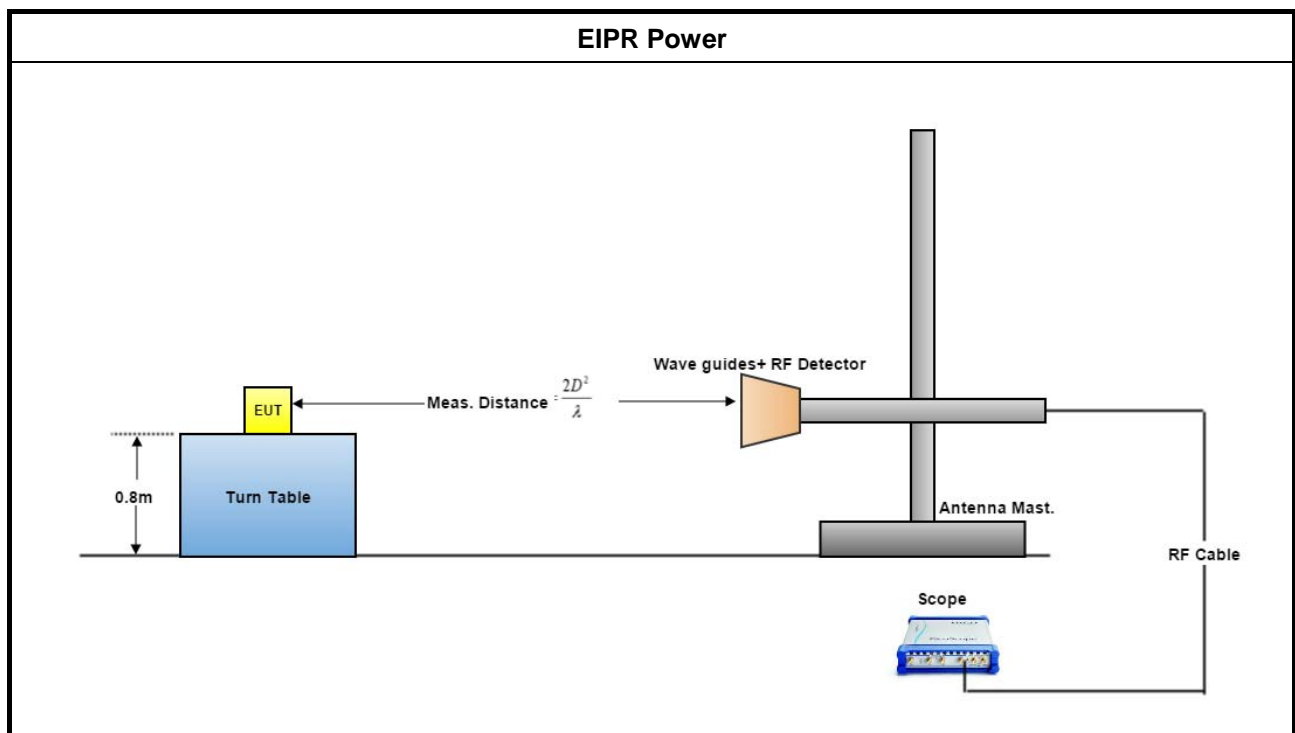 EIPR Power
Wave guides+ RF Detector
EUT
Meas. Distance = 2D²/λ
0.8m
Turn Table
Antenna Mast.
RF Cable
Scope